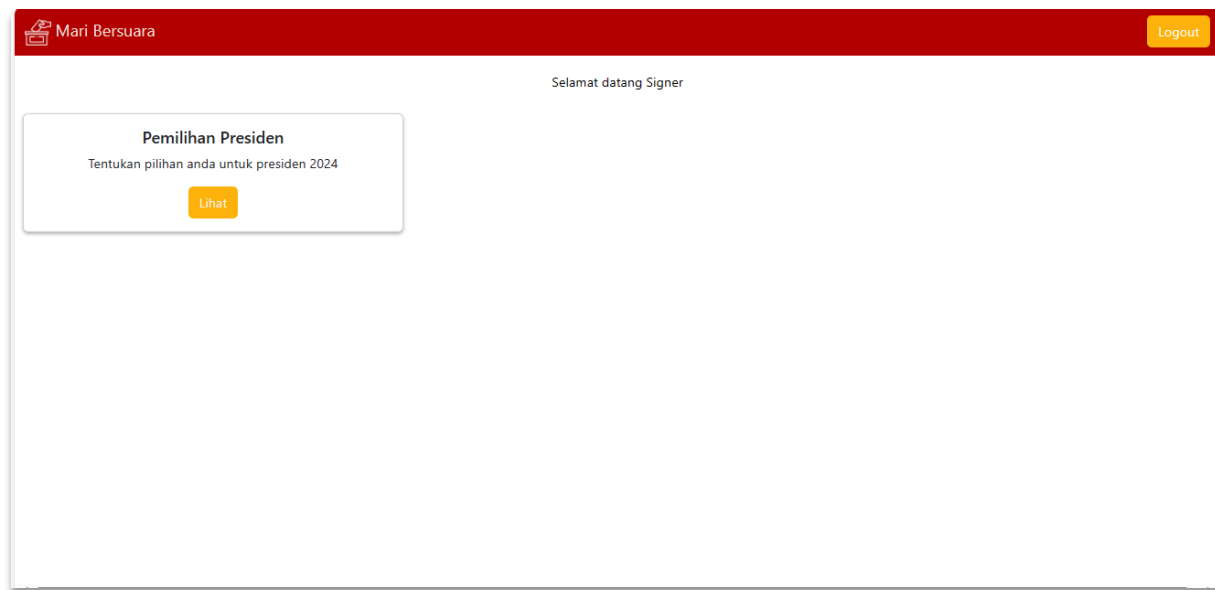 Mari Bersuara
Logout
Selamat datang Signer
Pemilihan Presiden
Tentukan pilihan anda untuk presiden 2024
Lihat